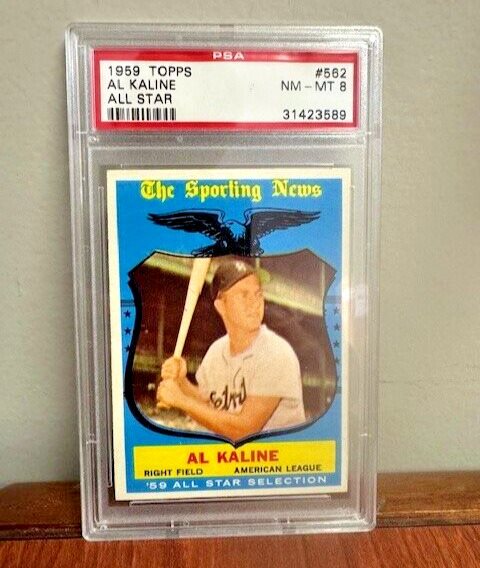 PSA
1959 TOPPS #562
AL KALINE NM-MT 8
ALL STAR
31423589
The Sporting News
AL KALINE
RIGHT FIELD AMERICAN LEAGUE
'59 ALL STAR SELECTION